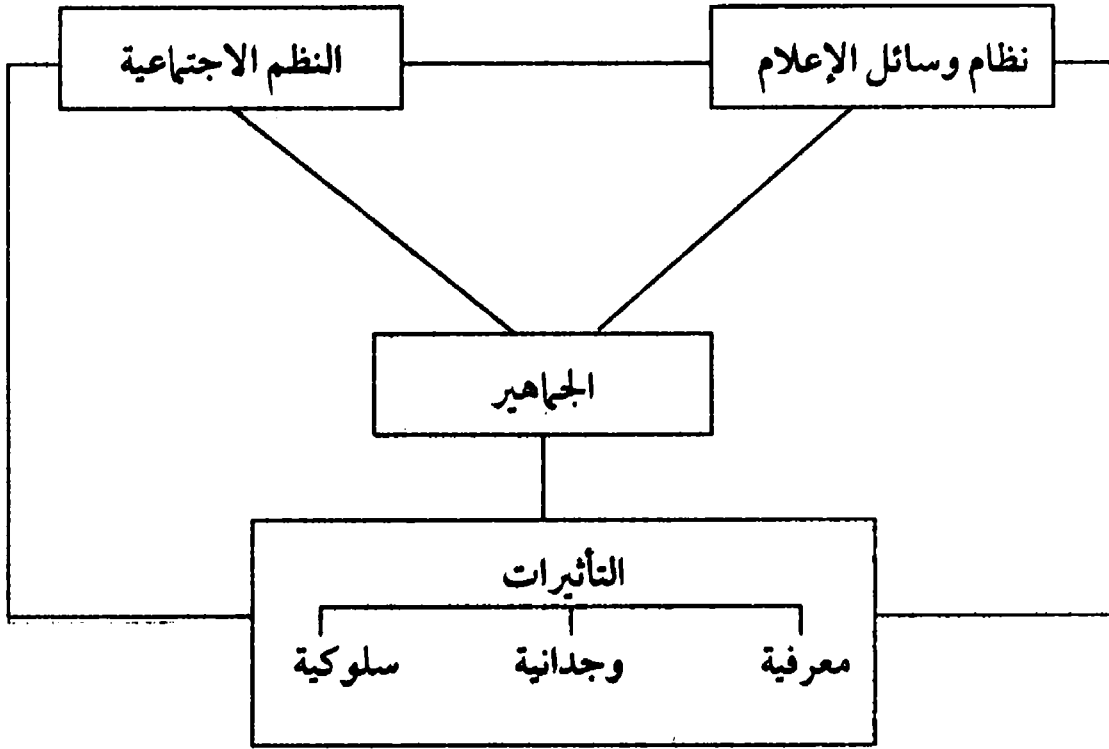 نظام وسائل الإعلام
النظم الاجتماعية
الجماهير
التأثيرات
معرفية وجدانية سلوكية